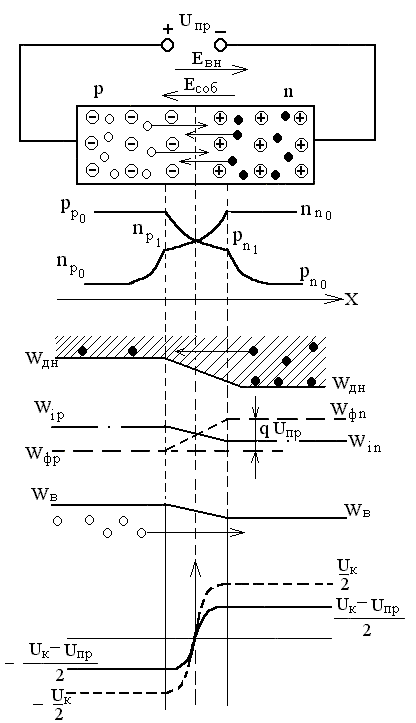 + Uпр −
Eвн
Eсоб
p n
pp0 nn0
np1 pn1
np0 pn0
X
Wдн
Wдн
Wip Wфn
q Uпр
Wфp Win
Wв
Wв
Uк/2
Uк−Uпр/2
− Uк−Uпр/2
− Uк/2